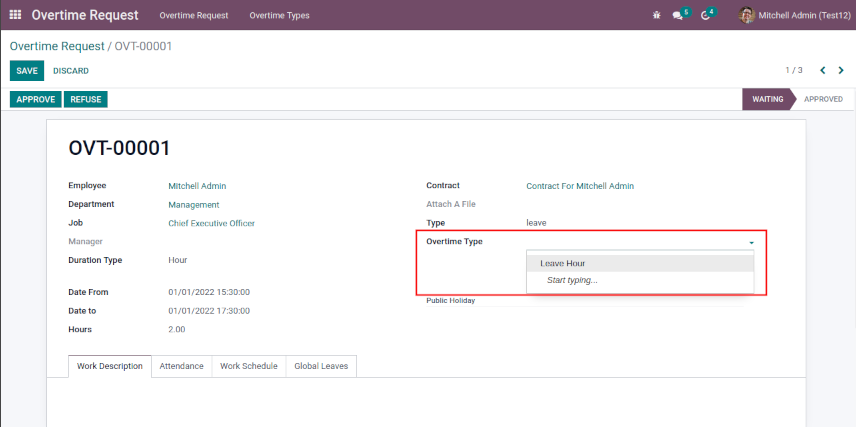 Overtime Request Overtime Request Overtime Types 5 4 Mitchell Admin (Test12)
Overtime Request / OVT-00001
SAVE DISCARD 1 / 3
APPROVE REFUSE WAITING APPROVED
OVT-00001
Employee Mitchell Admin Contract Contract For Mitchell Admin
Department Management Attach A File
Job Chief Executive Officer Type leave
Manager Overtime Type
Duration Type Hour Leave Hour
Start typing...
Date From 01/01/2022 15:30:00 Public Holiday
Date to 01/01/2022 17:30:00
Hours 2.00
Work Description Attendance Work Schedule Global Leaves